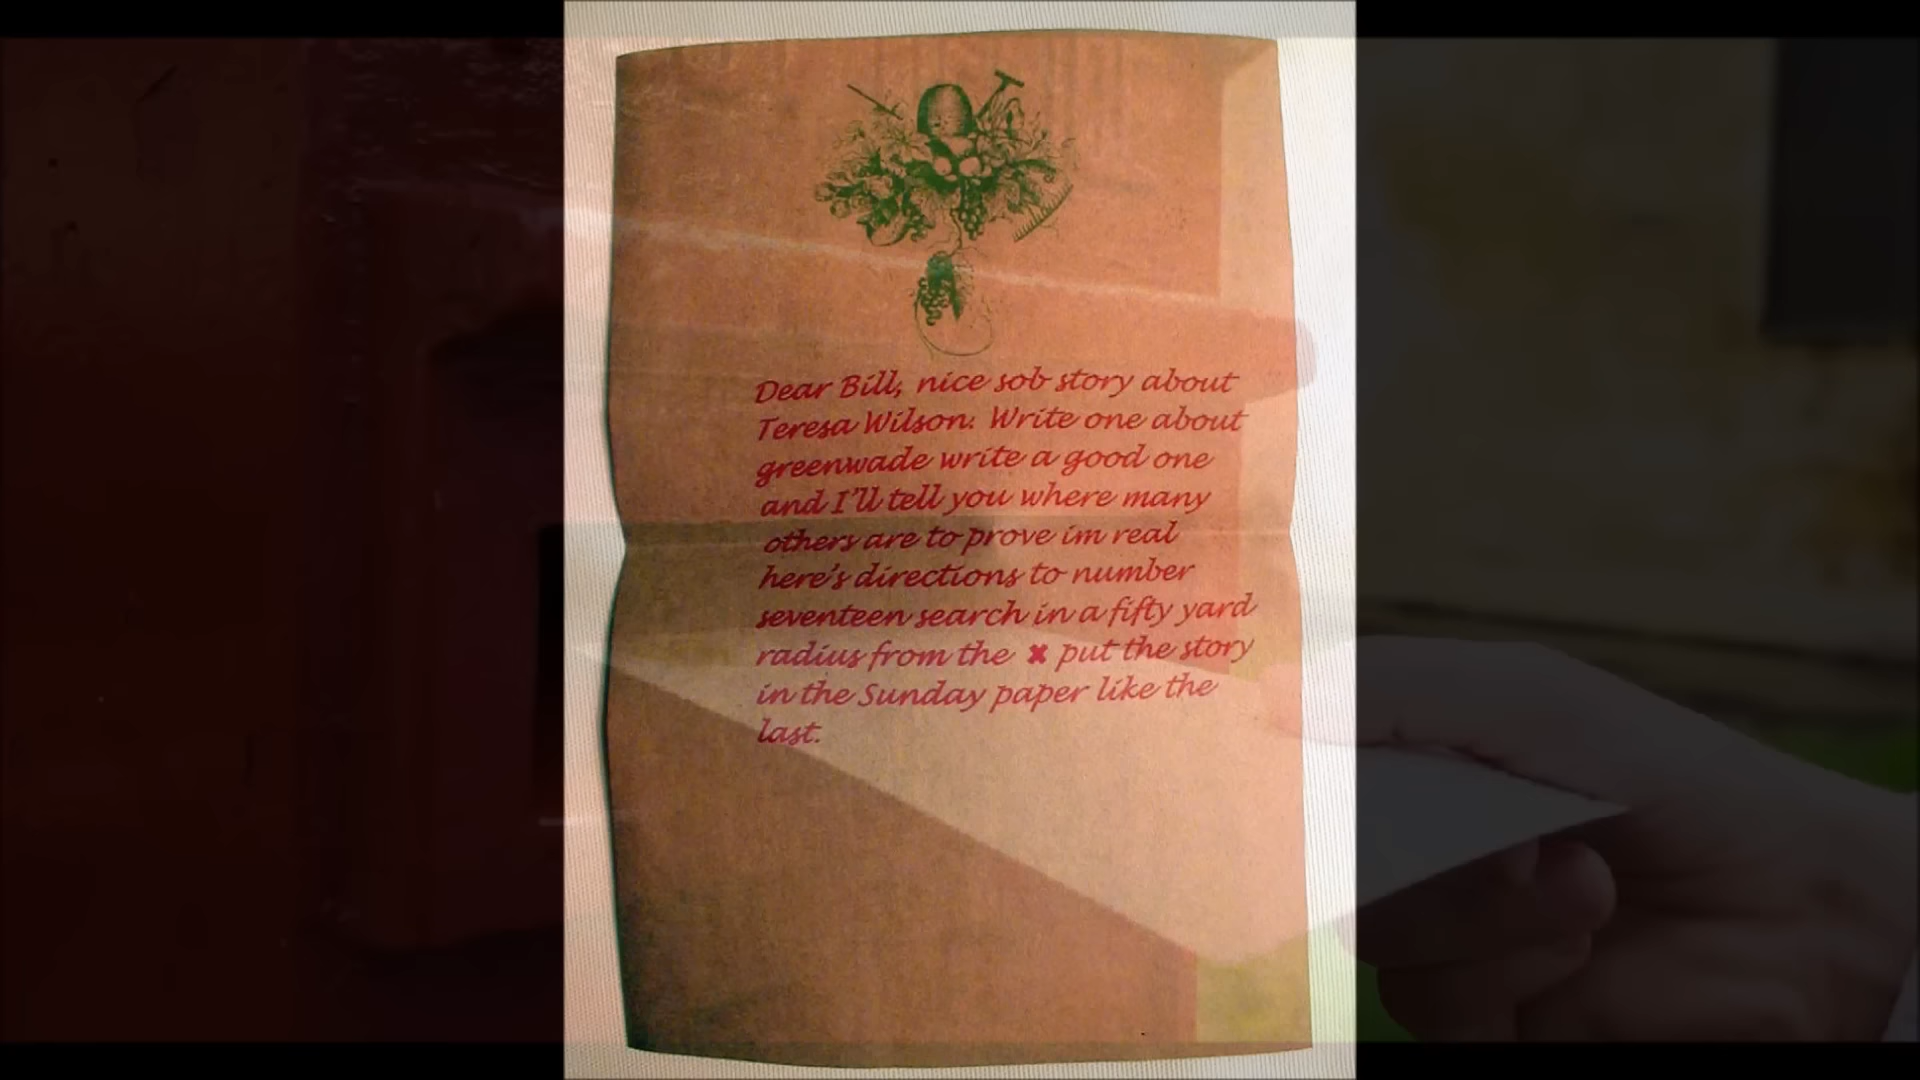 Dear Bill, nice sob story about
Teresa Wilson. Write one about
greenwade write a good one
and I'll tell you where many
others are to prove im real
here's directions to number
seventeen search in a fifty yard
radius from the ✖ put the story
in the Sunday paper like the
last.